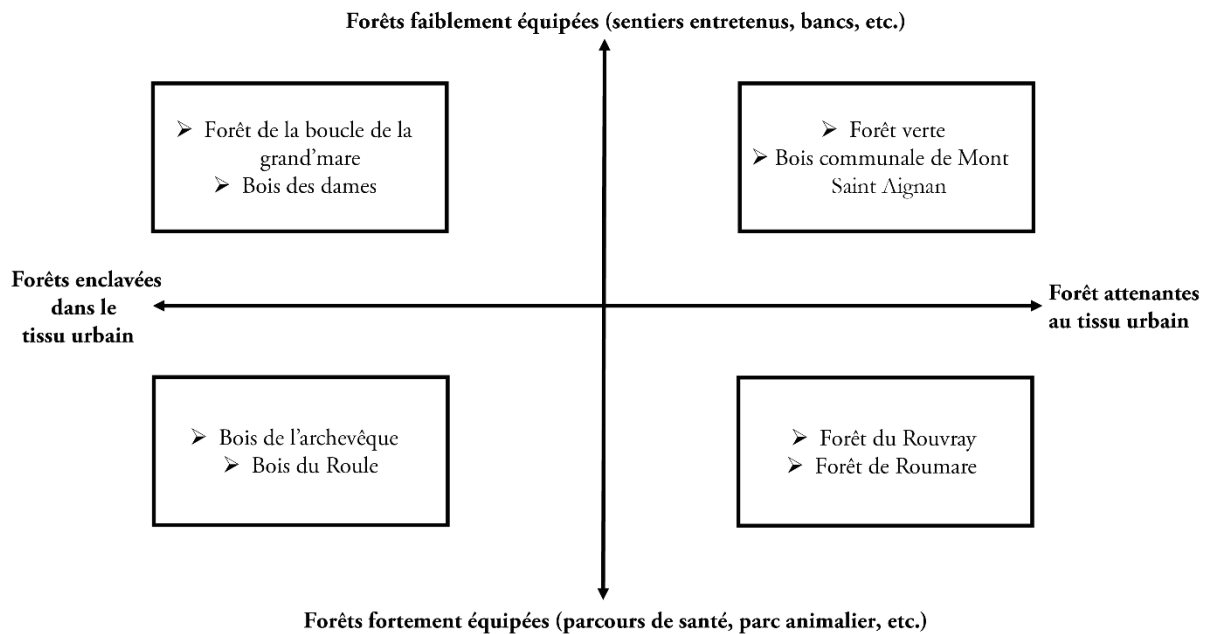 Forêts faiblement équipées (sentiers entretenus, bancs, etc.)
➢ Forêt de la boucle de la
grand’mare
➢ Bois des dames
➢ Forêt verte
➢ Bois communale de Mont
Saint Aignan
Forêts enclavées
dans le
tissu urbain
Forêt attenantes
au tissu urbain
➢ Bois de l’archevêque
➢ Bois du Roule
➢ Forêt du Rouvray
➢ Forêt de Roumare
Forêts fortement équipées (parcours de santé, parc animalier, etc.)